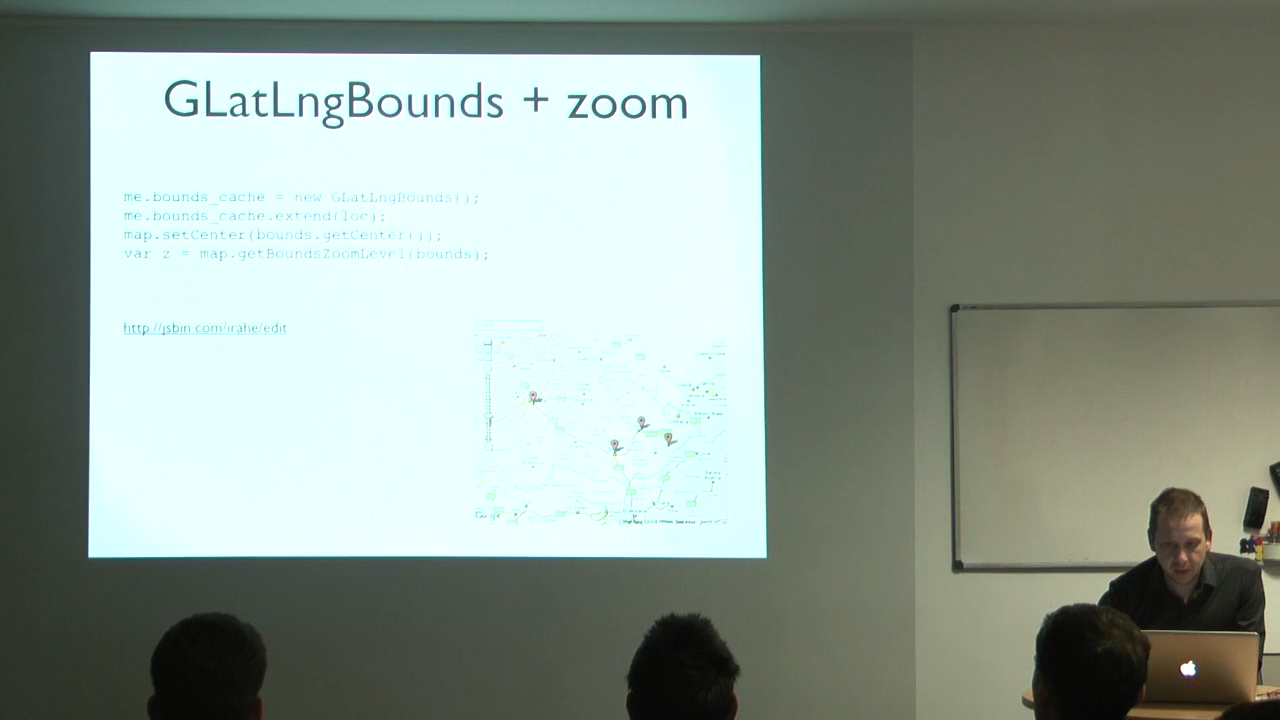 GLatLngBounds + zoom
me.bounds_cache = new GLatLngBounds();
me.bounds_cache.extend(loc);
map.setCenter(bounds.getCenter());
var z = map.getBoundsZoomLevel(bounds);
http://jsbin.com/irahe/edit